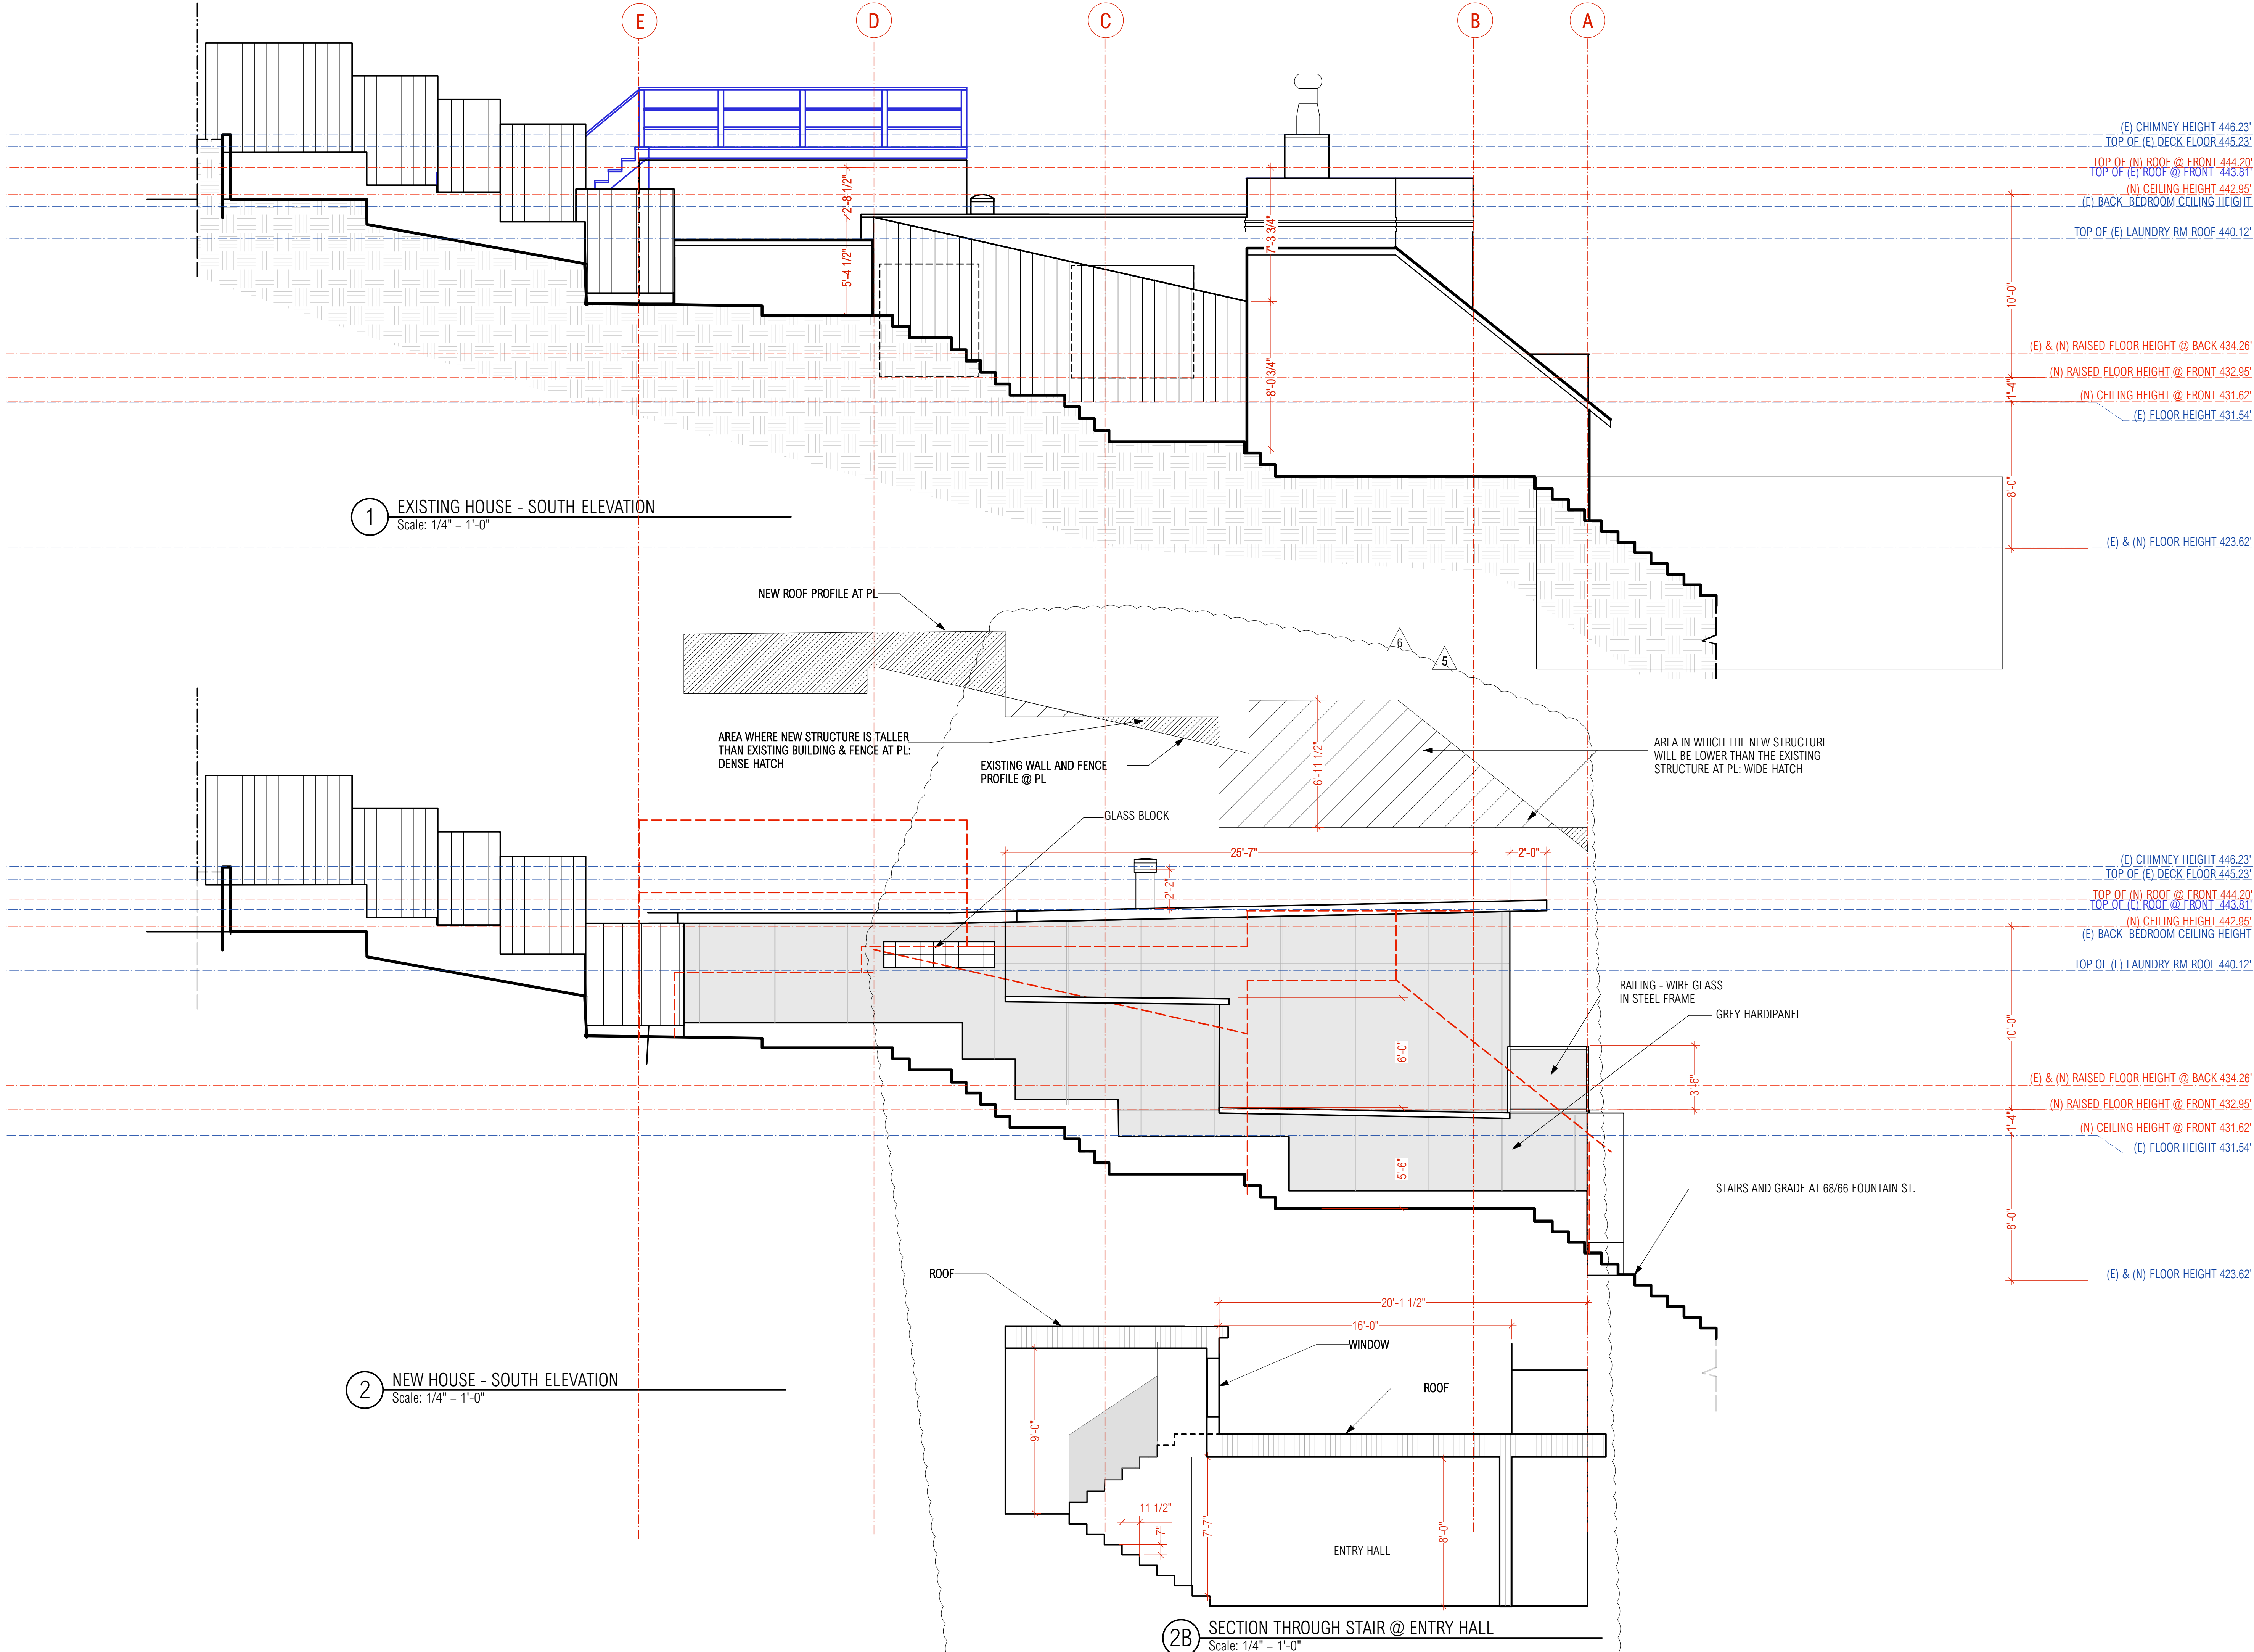 E
D
C
B
A
(E) CHIMNEY HEIGHT 446.23'
TOP OF (E) DECK FLOOR 445.23'
TOP OF (N) ROOF @ FRONT 444.20'
TOP OF (E) ROOF @ FRONT 443.81'
(N) CEILING HEIGHT 442.95'
(E) BACK BEDROOM CEILING HEIGHT
TOP OF (E) LAUNDRY RM ROOF 440.12'
2'-8 1/2"
5'-4 1/2"
7'-3 3/4"
8'-0 3/4"
10'-0"
(E) & (N) RAISED FLOOR HEIGHT @ BACK 434.26'
(N) RAISED FLOOR HEIGHT @ FRONT 432.95'
1'-4"
(N) CEILING HEIGHT @ FRONT 431.62'
(E) FLOOR HEIGHT 431.54'
8'-0"
(E) & (N) FLOOR HEIGHT 423.62'
1
EXISTING HOUSE - SOUTH ELEVATION
Scale: 1/4" = 1'-0"
NEW ROOF PROFILE AT PL
6
5
AREA WHERE NEW STRUCTURE IS TALLER
THAN EXISTING BUILDING & FENCE AT PL:
DENSE HATCH
EXISTING WALL AND FENCE
PROFILE @ PL
6'-11 1/2"
AREA IN WHICH THE NEW STRUCTURE
WILL BE LOWER THAN THE EXISTING
STRUCTURE AT PL: WIDE HATCH
GLASS BLOCK
25'-7"
2'-0"
2'-2"
(E) CHIMNEY HEIGHT 446.23'
TOP OF (E) DECK FLOOR 445.23'
TOP OF (N) ROOF @ FRONT 444.20'
TOP OF (E) ROOF @ FRONT 443.81'
(N) CEILING HEIGHT 442.95'
(E) BACK BEDROOM CEILING HEIGHT
TOP OF (E) LAUNDRY RM ROOF 440.12'
RAILING - WIRE GLASS
IN STEEL FRAME
GREY HARDIPANEL
6'-0"
3'-6"
10'-0"
(E) & (N) RAISED FLOOR HEIGHT @ BACK 434.26'
(N) RAISED FLOOR HEIGHT @ FRONT 432.95'
1'-4"
(N) CEILING HEIGHT @ FRONT 431.62'
(E) FLOOR HEIGHT 431.54'
5'-6"
STAIRS AND GRADE AT 68/66 FOUNTAIN ST.
8'-0"
(E) & (N) FLOOR HEIGHT 423.62'
2
NEW HOUSE - SOUTH ELEVATION
Scale: 1/4" = 1'-0"
ROOF
20'-1 1/2"
16'-0"
WINDOW
ROOF
9'-0"
11 1/2"
7"
7'-7"
8'-0"
ENTRY HALL
2B
SECTION THROUGH STAIR @ ENTRY HALL
Scale: 1/4" = 1'-0"